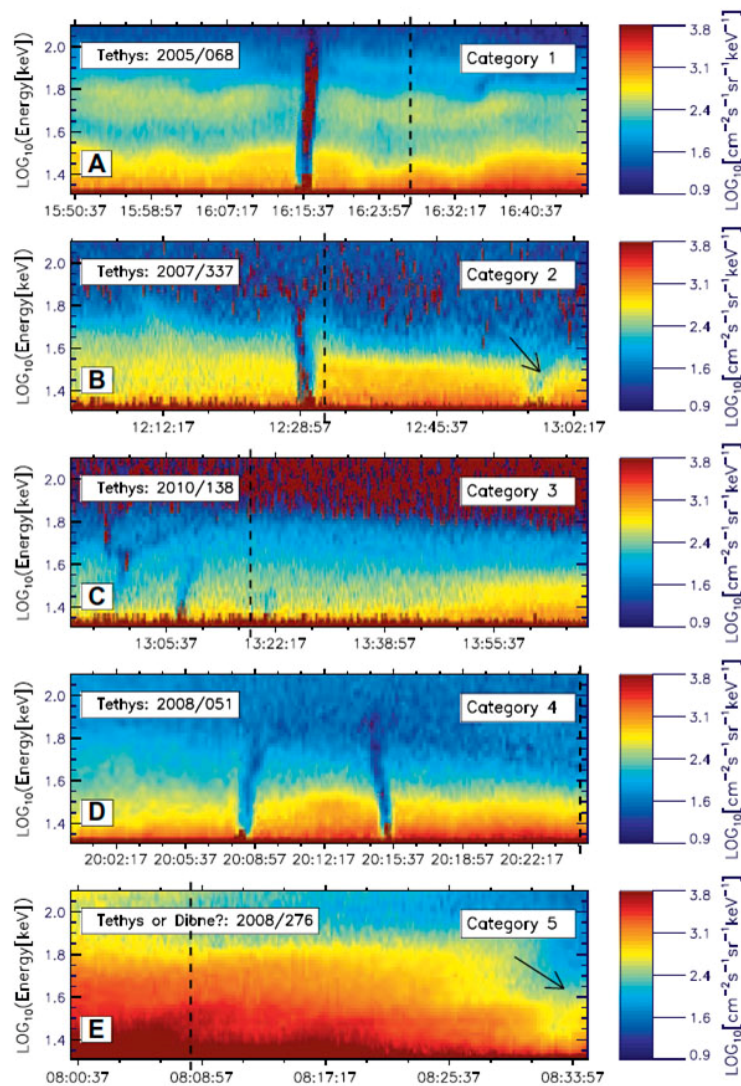 LOG10(Energy[keV])
2.0
1.8
1.6
1.4
Tethys: 2005/068
Category 1
A
15:50:37 15:58:57 16:07:17 16:15:37 16:23:57 16:32:17 16:40:37
3.8
3.1
2.4
1.6
0.9
LOG10[cm-2s-1sr-1keV-1]
LOG10(Energy[keV])
2.0
1.8
1.6
1.4
Tethys: 2007/337
Category 2
B
12:12:17 12:28:57 12:45:37 13:02:17
3.8
3.1
2.4
1.6
0.9
LOG10[cm-2s-1sr-1keV-1]
LOG10(Energy[keV])
2.0
1.8
1.6
1.4
Tethys: 2010/138
Category 3
C
13:05:37 13:22:17 13:38:57 13:55:37
3.8
3.1
2.4
1.6
0.9
LOG10[cm-2s-1sr-1keV-1]
LOG10(Energy[keV])
2.0
1.8
1.6
1.4
Tethys: 2008/051
Category 4
D
20:02:17 20:05:37 20:08:57 20:12:17 20:15:37 20:18:57 20:22:17
3.8
3.1
2.4
1.6
0.9
LOG10[cm-2s-1sr-1keV-1]
LOG10(Energy[keV])
2.0
1.8
1.6
1.4
Tethys or Dione?: 2008/276
Category 5
E
08:00:37 08:08:57 08:17:17 08:25:37 08:33:57
3.8
3.1
2.4
1.6
0.9
LOG10[cm-2s-1sr-1keV-1]